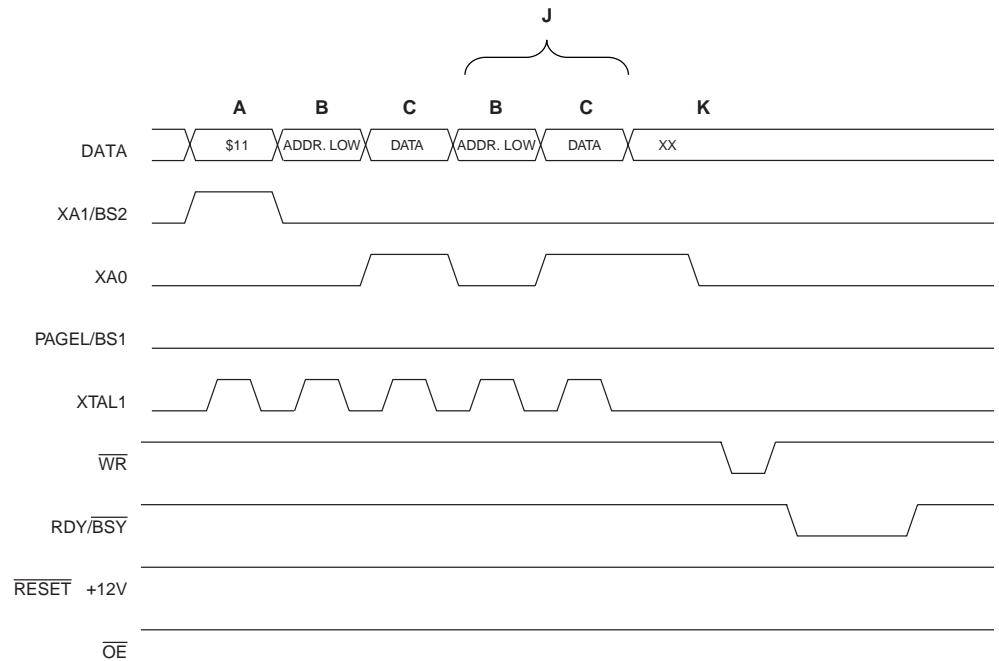 J
A B C B C K
DATA $11 ADDR. LOW DATA ADDR. LOW DATA XX
XA1/BS2
XA0
PAGEL/BS1
XTAL1
WR
RDY/BSY
RESET +12V
OE